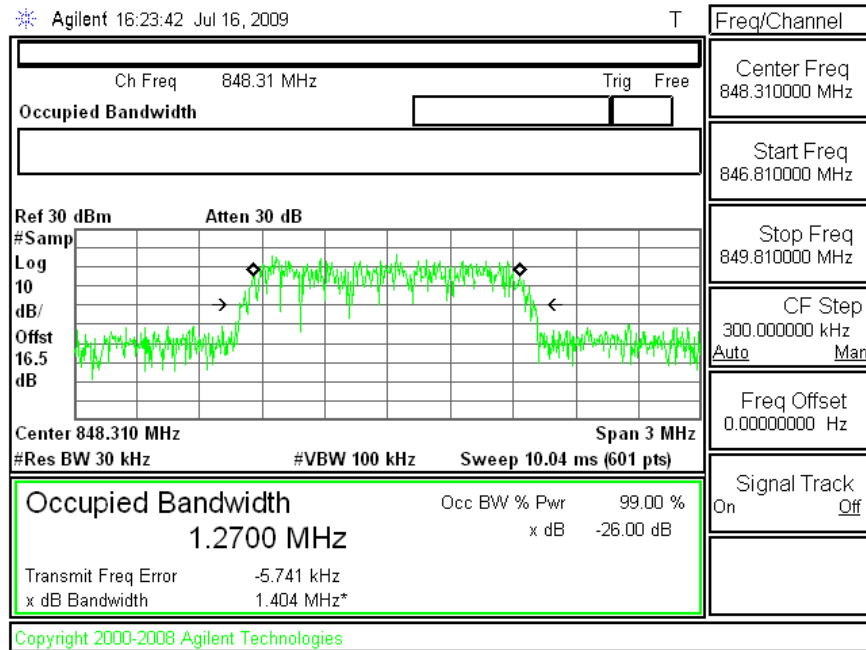 Agilent 16:23:42 Jul 16, 2009 T
Freq/Channel
Ch Freq 848.31 MHz Trig Free
Occupied Bandwidth
Center Freq
848.310000 MHz
Start Freq
846.810000 MHz
Stop Freq
849.810000 MHz
CF Step
300.000000 kHz
Auto Man
Freq Offset
0.00000000 Hz
Signal Track
On Off
Ref 30 dBm Atten 30 dB
#Samp
Log
10
dB/
Offst
16.5
dB
Center 848.310 MHz Span 3 MHz
#Res BW 30 kHz #VBW 100 kHz Sweep 10.04 ms (601 pts)
Occupied Bandwidth Occ BW % Pwr 99.00 %
1.2700 MHz x dB -26.00 dB
Transmit Freq Error -5.741 kHz
x dB Bandwidth 1.404 MHz*
Copyright 2000-2008 Agilent Technologies